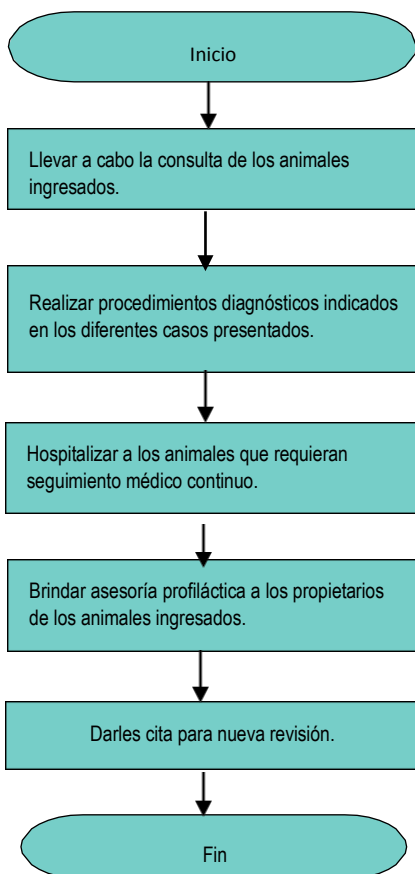 Inicio
Llevar a cabo la consulta de los animales
ingresados.
Realizar procedimientos diagnósticos indicados
en los diferentes casos presentados.
Hospitalizar a los animales que requieran
seguimiento médico continuo.
Brindar asesoría profiláctica a los propietarios
de los animales ingresados.
Darles cita para nueva revisión.
Fin